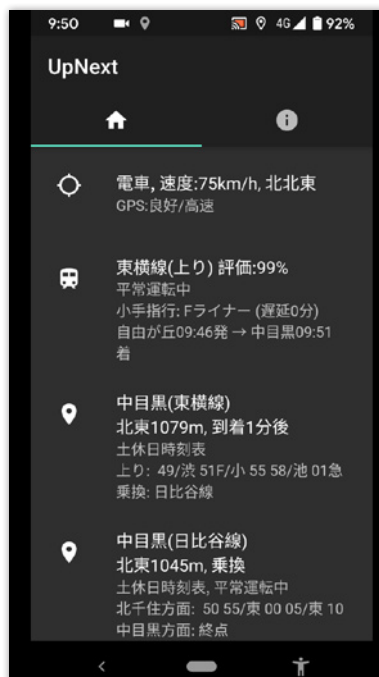 9:50 4G 92%
UpNext
電車, 速度:75km/h, 北北東
GPS:良好/高速
東横線(上り) 評価:99%
平常運転中
小手指行: Fライナー (遅延0分)
自由が丘09:46発 → 中目黒09:51
着
中目黒(東横線)
北東1079m, 到着1分後
土休日時刻表
上り: 49/渋 51F/小 55 58/池 01急
乗換: 日比谷線
中目黒(日比谷線)
北東1045m, 乗換
土休日時刻表, 平常運転中
北千住方面: 50 55/東 00 05/東 10
中目黒方面: 終点